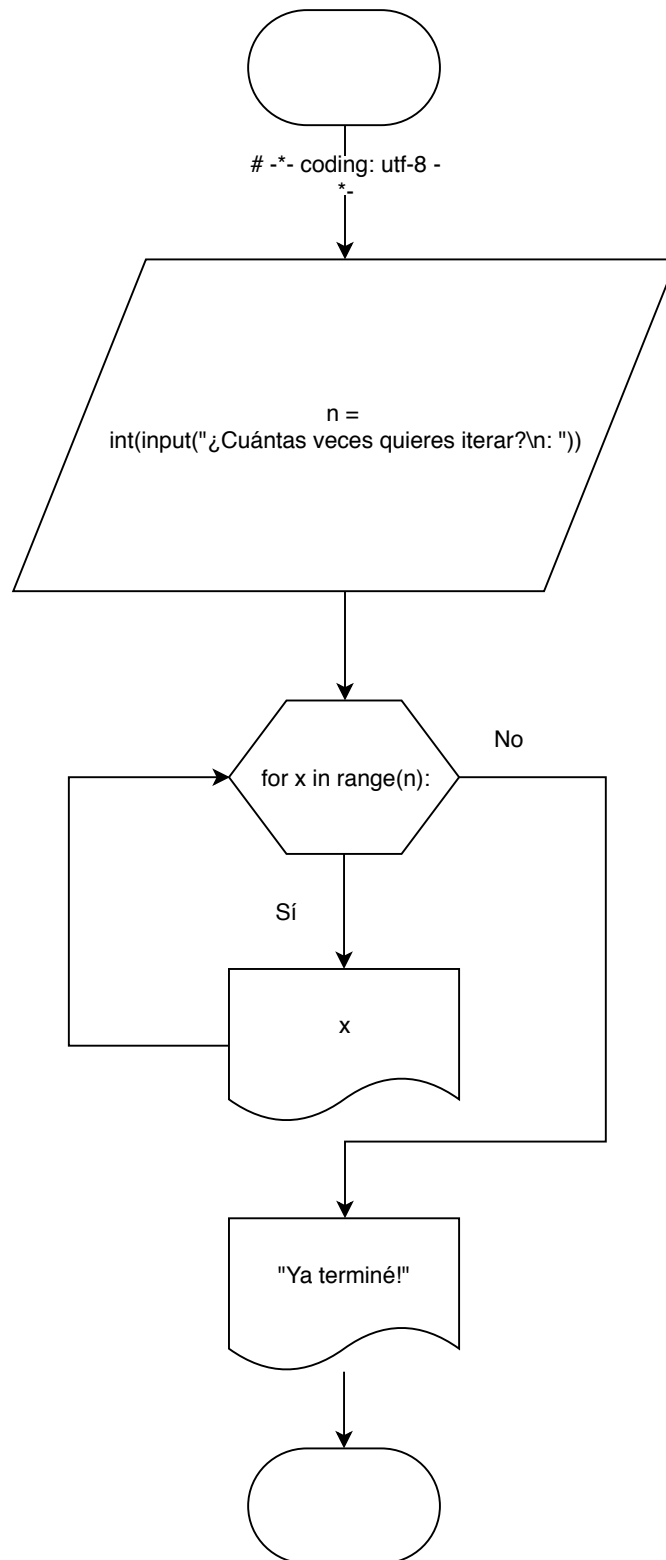 # -*- coding: utf-8 -
*-
n =
int(input("¿Cuántas veces quieres iterar?\n: "))
No
for x in range(n):
Sí
x
"Ya terminé!"